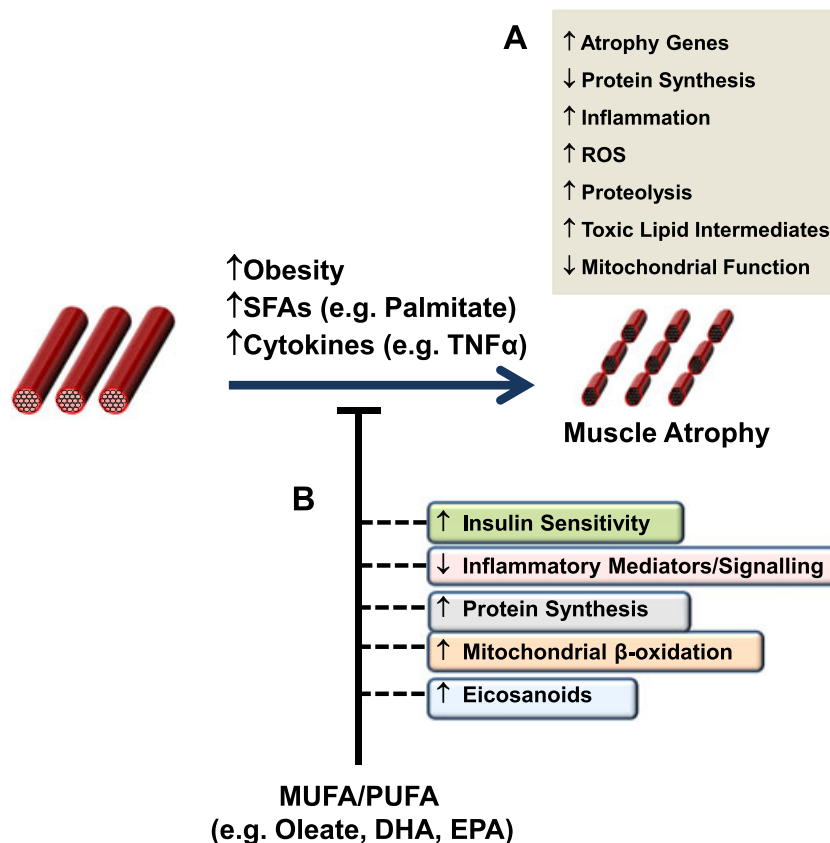 A
↑ Atrophy Genes
↓ Protein Synthesis
↑ Inflammation
↑ ROS
↑ Proteolysis
↑ Toxic Lipid Intermediates
↓ Mitochondrial Function
↑Obesity
↑SFAs (e.g. Palmitate)
↑Cytokines (e.g. TNFα)
Muscle Atrophy
B
↑ Insulin Sensitivity
↓ Inflammatory Mediators/Signalling
↑ Protein Synthesis
↑ Mitochondrial β-oxidation
↑ Eicosanoids
MUFA/PUFA
(e.g. Oleate, DHA, EPA)